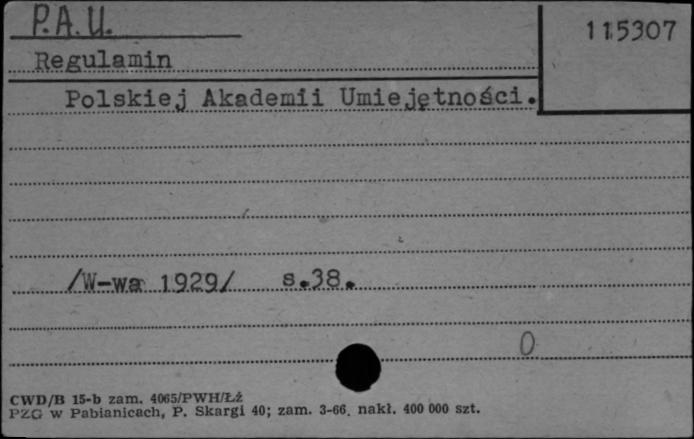 P.A.U.
115307
Regulamin
Polskiej Akademii Umiejętności.
/W-wa 1929/ s.38.
0
CWD/B 15-b zam. 4065/PWH/Łż
PZG w Pabianicach, P. Skargi 40; zam. 3-66. nakł. 400 000 szt.